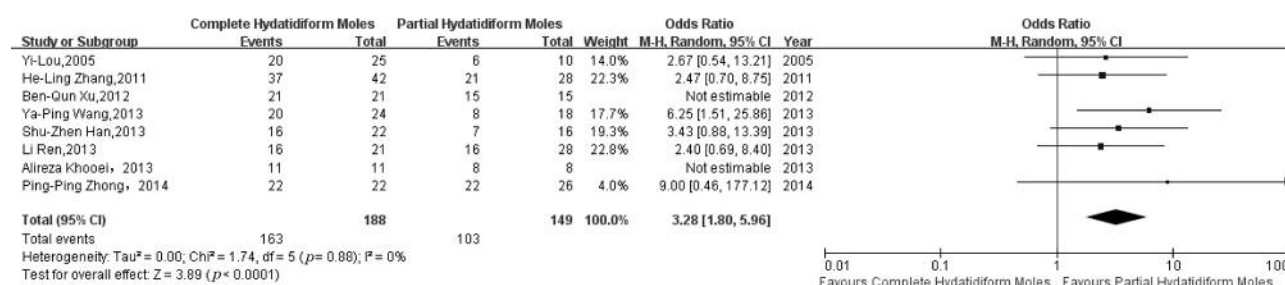 Complete Hydatidiform Moles Partial Hydatidiform Moles Odds Ratio Odds Ratio
Study or Subgroup Events Total Events Total Weight M-H, Random, 95% CI Year M-H, Random, 95% CI
Yi-Lou,2005 20 25 6 10 14.0% 2.67 [0.54, 13.21] 2005
He-Ling Zhang,2011 37 42 21 28 22.3% 2.47 [0.70, 8.75] 2011
Ben-Qun Xu,2012 21 21 15 15 Not estimable 2012
Ya-Ping Wang,2013 20 24 8 18 17.7% 6.25 [1.51, 25.86] 2013
Shu-Zhen Han,2013 16 22 7 16 19.3% 3.43 [0.88, 13.39] 2013
Li Ren,2013 16 21 16 28 22.8% 2.40 [0.69, 8.40] 2013
Alireza Khooei，2013 11 11 8 8 Not estimable 2013
Ping-Ping Zhong，2014 22 22 22 26 4.0% 9.00 [0.46, 177.12] 2014
Total (95% CI) 188 149 100.0% 3.28 [1.80, 5.96]
Total events 163 103
Heterogeneity: Tau² = 0.00; Chi² = 1.74, df = 5 (p= 0.88); I² = 0%
Test for overall effect: Z = 3.89 (p< 0.0001)
0.01 0.1 1 10 100
Favours Complete Hydatidiform Moles Favours Partial Hydatidiform Moles